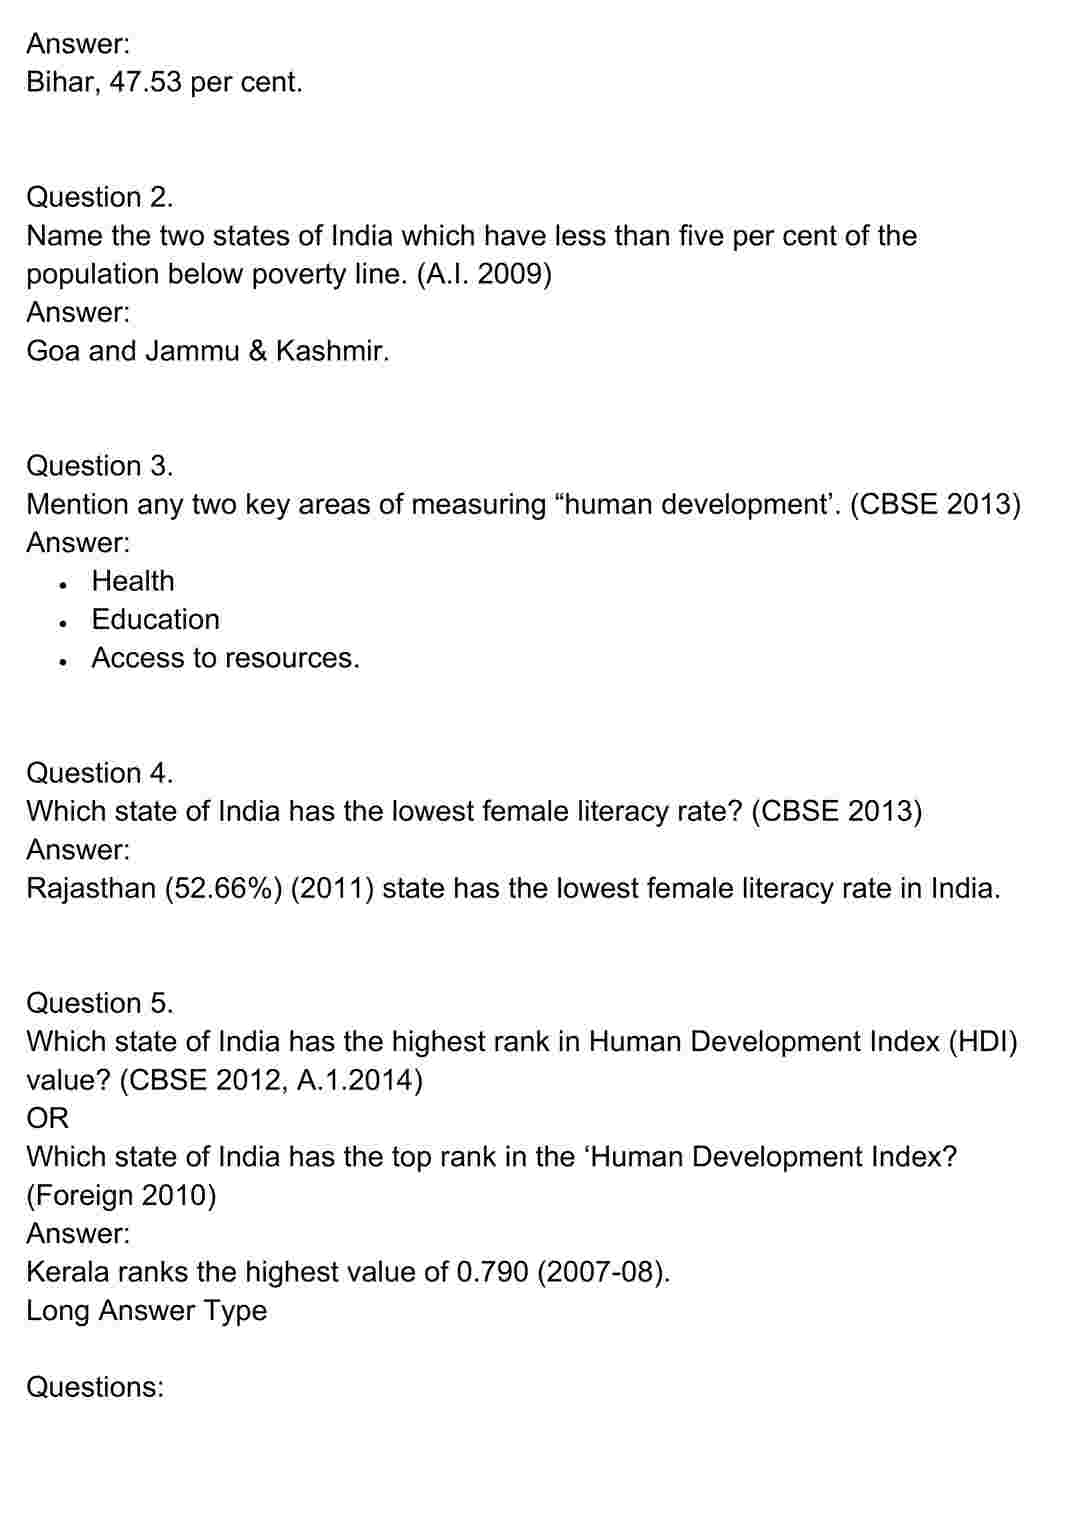 Answer:
Bihar, 47.53 per cent.
Question 2.
Name the two states of India which have less than five per cent of the
population below poverty line. (A.I. 2009)
Answer:
Goa and Jammu & Kashmir.
Question 3.
Mention any two key areas of measuring “human development’. (CBSE 2013)
Answer:
• Health
• Education
• Access to resources.
Question 4.
Which state of India has the lowest female literacy rate? (CBSE 2013)
Answer:
Rajasthan (52.66%) (2011) state has the lowest female literacy rate in India.
Question 5.
Which state of India has the highest rank in Human Development Index (HDI)
value? (CBSE 2012, A.1.2014)
OR
Which state of India has the top rank in the ‘Human Development Index?
(Foreign 2010)
Answer:
Kerala ranks the highest value of 0.790 (2007-08).
Long Answer Type
Questions: